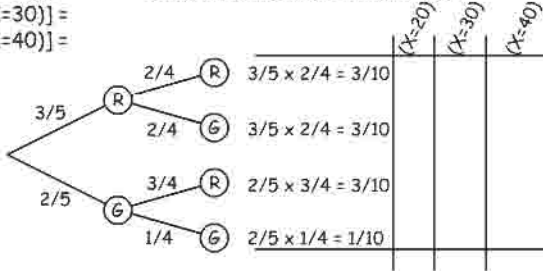 =30)] =
=40)] =
(X=20) (X=30) (X=40)
2/4 R 3/5 x 2/4 = 3/10
3/5 R
2/4 G 3/5 x 2/4 = 3/10
3/4 R 2/5 x 3/4 = 3/10
2/5 G
1/4 G 2/5 x 1/4 = 1/10